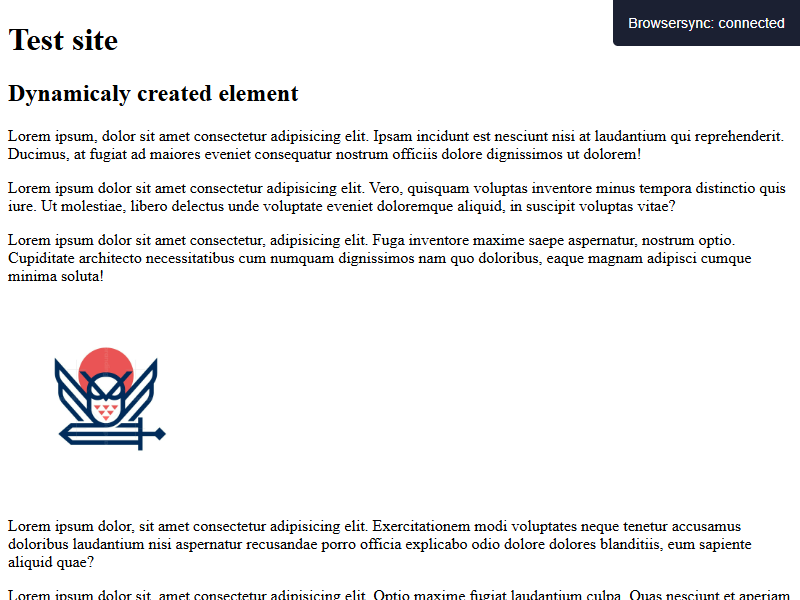 Browsersync: connected
Test site
Dynamicaly created element
Lorem ipsum, dolor sit amet consectetur adipisicing elit. Ipsam incidunt est nesciunt nisi at laudantium qui reprehenderit.
Ducimus, at fugiat ad maiores eveniet consequatur nostrum officiis dolore dignissimos ut dolorem!
Lorem ipsum dolor sit amet consectetur adipisicing elit. Vero, quisquam voluptas inventore minus tempora distinctio quis
iure. Ut molestiae, libero delectus unde voluptate eveniet doloremque aliquid, in suscipit voluptas vitae?
Lorem ipsum dolor sit amet consectetur, adipisicing elit. Fuga inventore maxime saepe aspernatur, nostrum optio.
Cupiditate architecto necessitatibus cum numquam dignissimos nam quo doloribus, eaque magnam adipisci cumque
minima soluta!
Lorem ipsum dolor, sit amet consectetur adipisicing elit. Exercitationem modi voluptates neque tenetur accusamus
doloribus laudantium nisi aspernatur recusandae porro officia explicabo odio dolore dolores blanditiis, eum sapiente
aliquid quae?
Lorem ipsum dolor sit, amet consectetur adipisicing elit. Optio maxime fugiat laudantium culpa. Quas nesciunt et aperiam